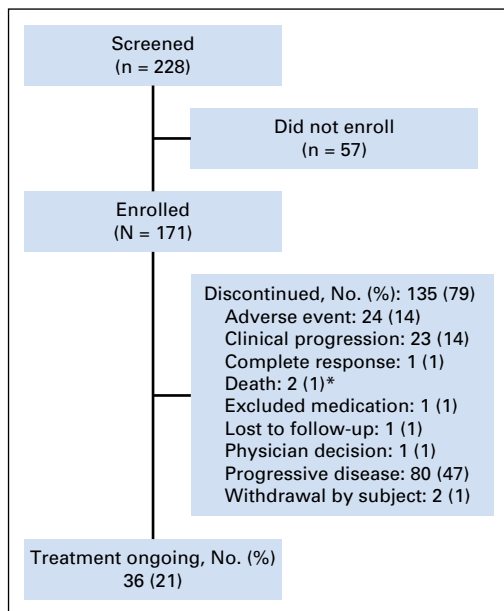 Screened
(n = 228)
Did not enroll
(n = 57)
Enrolled
(N = 171)
Discontinued, No. (%): 135 (79)
Adverse event: 24 (14)
Clinical progression: 23 (14)
Complete response: 1 (1)
Death: 2 (1)*
Excluded medication: 1 (1)
Lost to follow-up: 1 (1)
Physician decision: 1 (1)
Progressive disease: 80 (47)
Withdrawal by subject: 2 (1)
Treatment ongoing, No. (%)
36 (21)